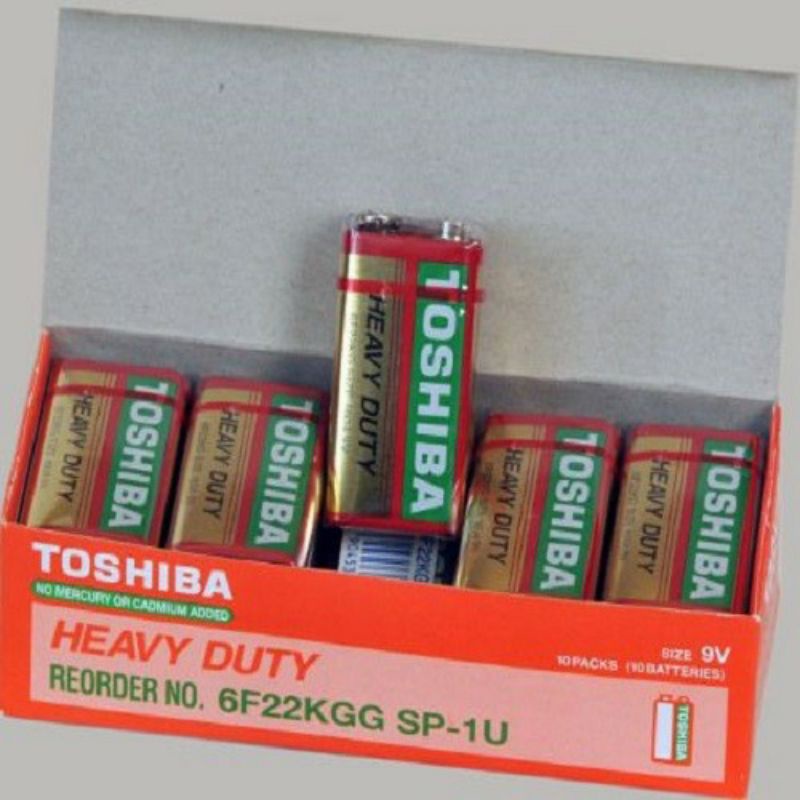 HEAVY DUTY
TOSHIBA
HEAVY DUTY
TOSHIBA
HEAVY DUTY
TOSHIBA
HEAVY DUTY
TOSHIBA
HEAVY DUTY
TOSHIBA
TOSHIBA
NO MERCURY OR CADMIUM ADDED
HEAVY DUTY
REORDER NO. 6F22KGG SP-1U
SIZE 9V
10 PACKS (10 BATTERIES)
TOSHIBA